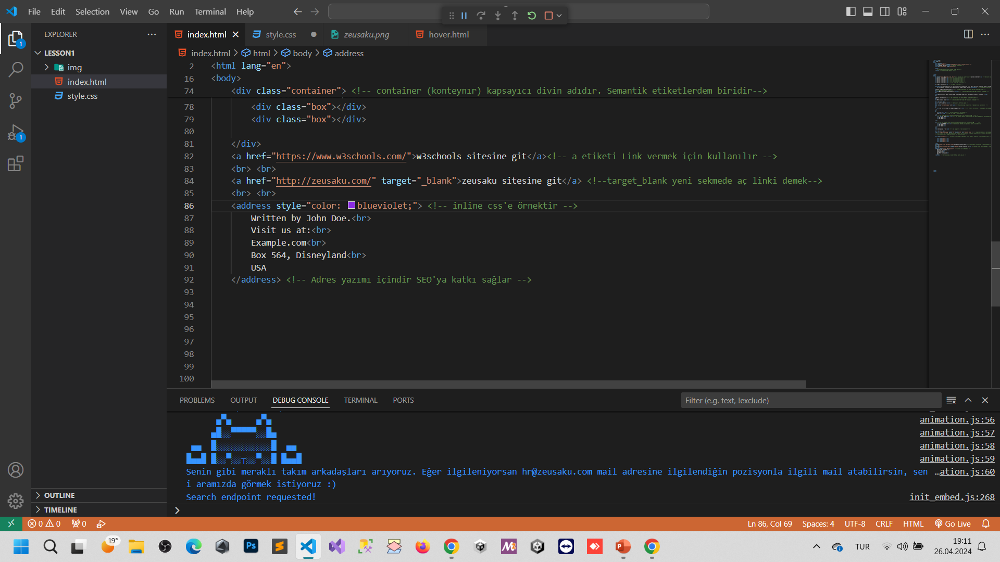 File Edit Selection View Go Run Terminal Help
EXPLORER
index.html
style.css
zeusaku.png
hover.html
LESSON1
img
index.html
style.css
index.html > html > body > address
2 <html lang="en">
16 <body>
74 <div class="container"> <!-- container (konteynır) kapsayıcı divin adıdır. Semantik etiketlerdem biridir-->
78 <div class="box"></div>
79 <div class="box"></div>
80
81 </div>
82 <a href="https://www.w3schools.com/">w3schools sitesine git</a><!-- a etiketi Link vermek için kullanılır -->
83 <br> <br>
84 <a href="http://zeusaku.com/" target="_blank">zeusaku sitesine git</a> <!--target_blank yeni sekmede aç linki demek-->
85 <br> <br>
86 <address style="color: blueviolet;"> <!-- inline css'e örnektir -->
87 Written by John Doe.<br>
88 Visit us at:<br>
89 Example.com<br>
90 Box 564, Disneyland<br>
91 USA
92 </address> <!-- Adres yazımı içindir SEO'ya katkı sağlar -->
93
94
95
96
97
98
99
100
PROBLEMS OUTPUT DEBUG CONSOLE TERMINAL PORTS
Filter (e.g. text, !exclude)
animation.js:56
animation.js:57
animation.js:58
animation.js:59
Senin gibi meraklı takım arkadaşları arıyoruz. Eğer ilgileniyorsan hr@zeusaku.com mail adresine ilgilendiğin pozisyonla ilgili mail atabilirsin, sen …ation.js:60
i aramızda görmek istiyoruz :)
Search endpoint requested! init_embed.js:268
OUTLINE
TIMELINE
0 0 0
Ln 86, Col 69 Spaces: 4 UTF-8 CRLF HTML Go Live
1
1
19°
Ps
TUR
19:11
26.04.2024